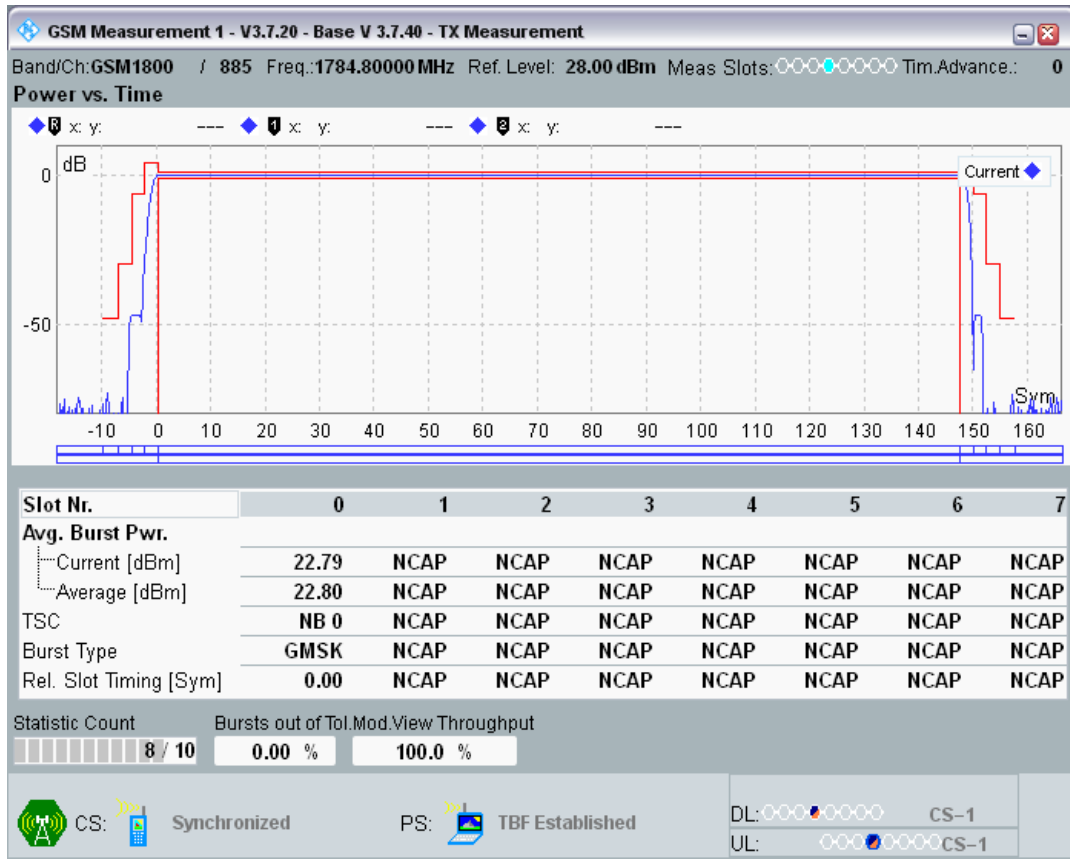 GSM Measurement 1 - V3.7.20 - Base V 3.7.40 - TX Measurement
Band/Ch:GSM1800 / 885 Freq.:1784.80000 MHz Ref. Level: 28.00 dBm Meas Slots: Tim.Advance.: 0
Power vs. Time
R x: y: --- 1 x: y: --- 2 x: y: ---
dB
0
Current
-50
Sym
-10 0 10 20 30 40 50 60 70 80 90 100 110 120 130 140 150 160
Slot Nr. 0 1 2 3 4 5 6 7
Avg. Burst Pwr.
Current [dBm] 22.79 NCAP NCAP NCAP NCAP NCAP NCAP NCAP
Average [dBm] 22.80 NCAP NCAP NCAP NCAP NCAP NCAP NCAP
TSC NB 0 NCAP NCAP NCAP NCAP NCAP NCAP NCAP
Burst Type GMSK NCAP NCAP NCAP NCAP NCAP NCAP NCAP
Rel. Slot Timing [Sym] 0.00 NCAP NCAP NCAP NCAP NCAP NCAP NCAP
Statistic Count Bursts out of Tol.Mod.View Throughput
8 / 10 0.00 % 100.0 %
CS: Synchronized PS: TBF Established DL: CS-1
UL: CS-1